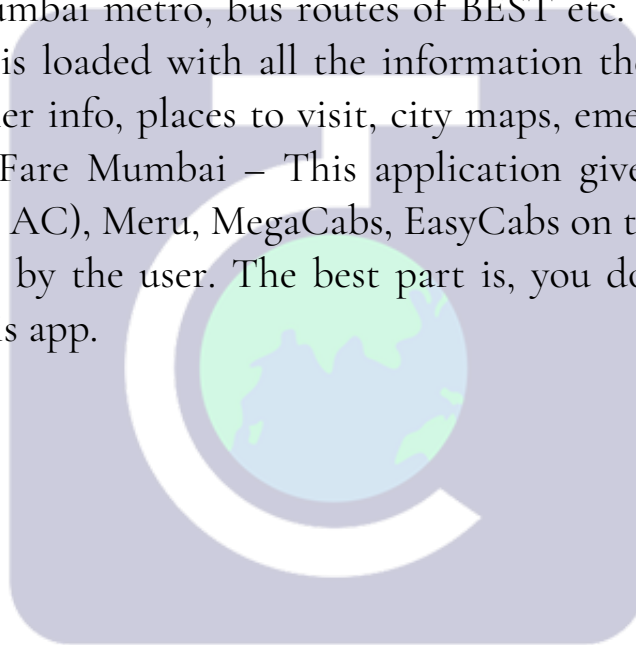 umbai metro, bus routes of BEST etc.
is loaded with all the information th
er info, places to visit, city maps, eme
Fare Mumbai – This application give
AC), Meru, MegaCabs, EasyCabs on t
by the user. The best part is, you do
is app.